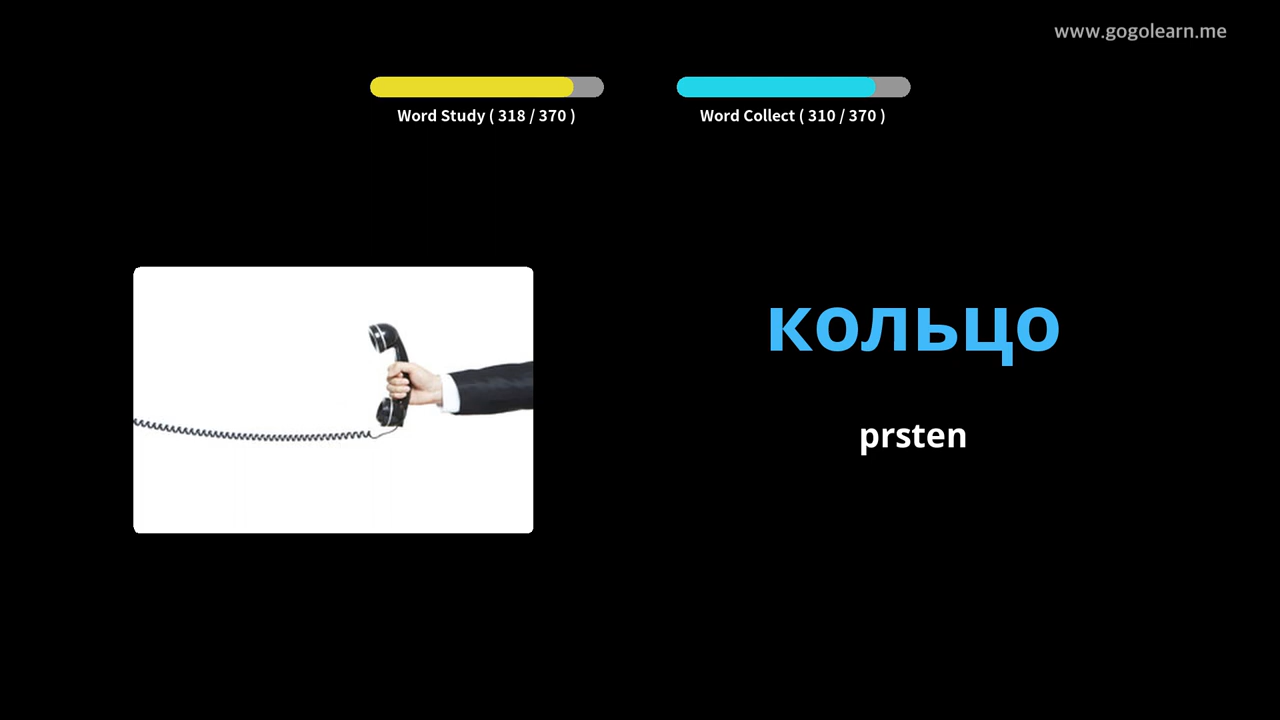 www.gogolearn.me
Word Study ( 318 / 370 )
Word Collect ( 310 / 370 )
кольцо
prsten